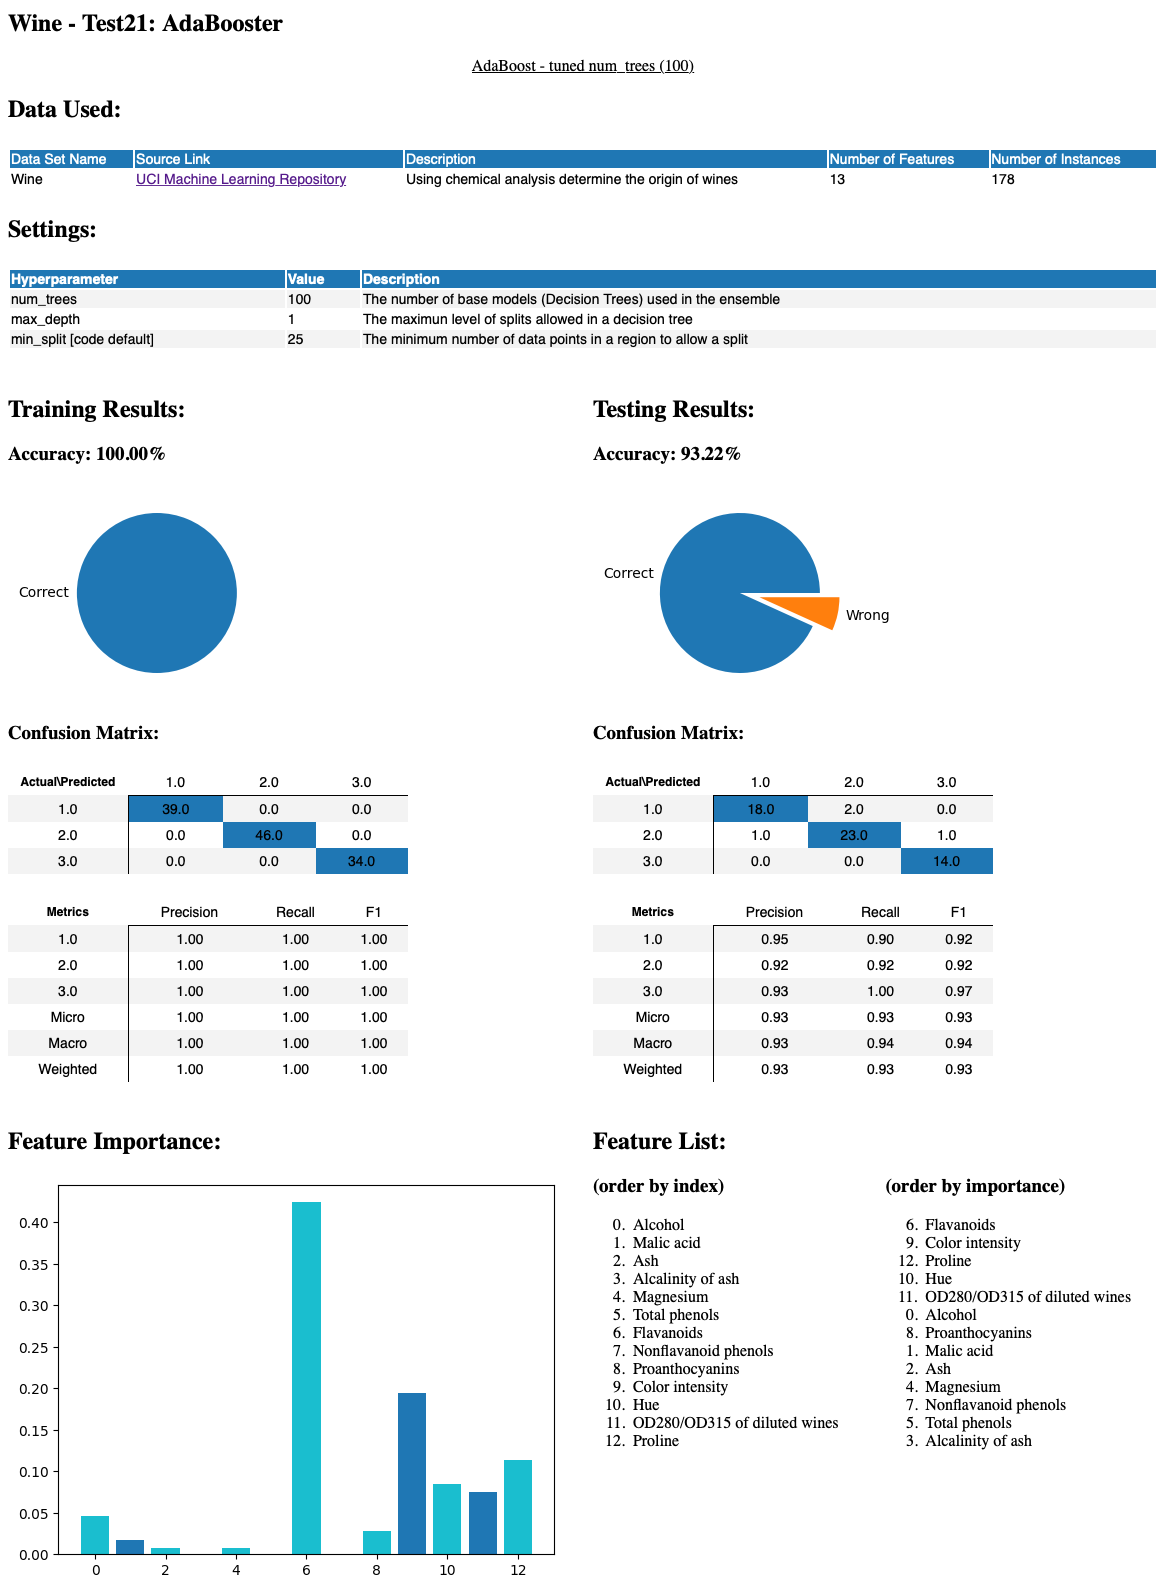 Wine - Test21: AdaBooster
AdaBoost - tuned num_trees (100)
Data Used:
Data Set Name Source Link Description Number of Features Number of Instances
Wine UCI Machine Learning Repository Using chemical analysis determine the origin of wines 13 178
Settings:
Hyperparameter Value Description
num_trees 100 The number of base models (Decision Trees) used in the ensemble
max_depth 1 The maximun level of splits allowed in a decision tree
min_split [code default] 25 The minimum number of data points in a region to allow a split
Training Results:
Accuracy: 100.00%
Correct
Confusion Matrix:
Actual\Predicted 1.0 2.0 3.0
1.0 39.0 0.0 0.0
2.0 0.0 46.0 0.0
3.0 0.0 0.0 34.0
Metrics Precision Recall F1
1.0 1.00 1.00 1.00
2.0 1.00 1.00 1.00
3.0 1.00 1.00 1.00
Micro 1.00 1.00 1.00
Macro 1.00 1.00 1.00
Weighted 1.00 1.00 1.00
Testing Results:
Accuracy: 93.22%
Correct
Wrong
Confusion Matrix:
Actual\Predicted 1.0 2.0 3.0
1.0 18.0 2.0 0.0
2.0 1.0 23.0 1.0
3.0 0.0 0.0 14.0
Metrics Precision Recall F1
1.0 0.95 0.90 0.92
2.0 0.92 0.92 0.92
3.0 0.93 1.00 0.97
Micro 0.93 0.93 0.93
Macro 0.93 0.94 0.94
Weighted 0.93 0.93 0.93
Feature Importance:
0.40
0.35
0.30
0.25
0.20
0.15
0.10
0.05
0.00
0 2 4 6 8 10 12
Feature List:
(order by index)
0. Alcohol
1. Malic acid
2. Ash
3. Alcalinity of ash
4. Magnesium
5. Total phenols
6. Flavanoids
7. Nonflavanoid phenols
8. Proanthocyanins
9. Color intensity
10. Hue
11. OD280/OD315 of diluted wines
12. Proline
(order by importance)
6. Flavanoids
9. Color intensity
12. Proline
10. Hue
11. OD280/OD315 of diluted wines
0. Alcohol
8. Proanthocyanins
1. Malic acid
2. Ash
4. Magnesium
7. Nonflavanoid phenols
5. Total phenols
3. Alcalinity of ash